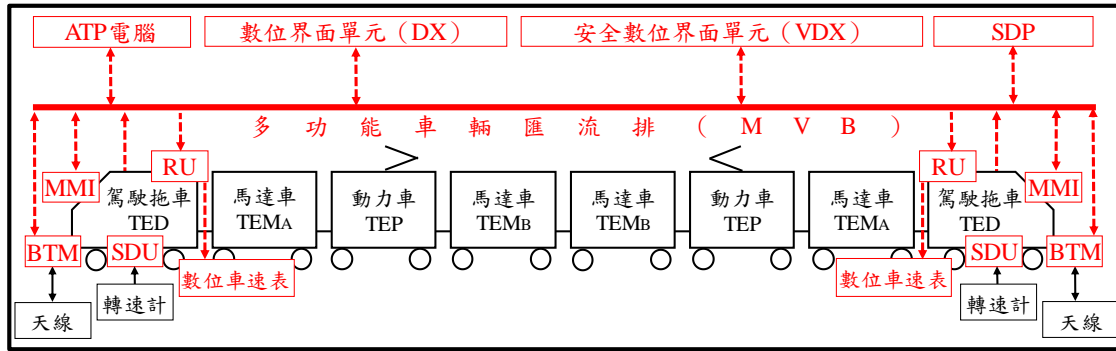 ATP電腦
數位界面單元（DX）
安全數位界面單元（VDX）
SDP
多功能車輛匯流排（MVB）
RU
RU
MMI
MMI
駕駛拖車
TED
馬達車
TEMA
動力車
TEP
馬達車
TEMB
馬達車
TEMB
動力車
TEP
馬達車
TEMA
駕駛拖車
TED
BTM
SDU
SDU
BTM
數位車速表
數位車速表
天線
轉速計
轉速計
天線